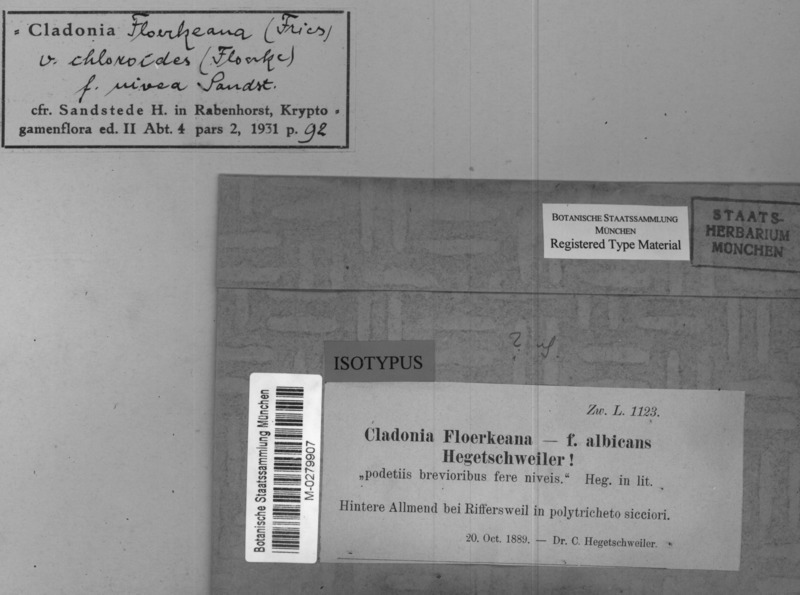 = Cladonia Floerkeana (Fries)
v. chloroides (Floerke)
f. nivea Sandst.
cfr. Sandstede H. in Rabenhorst, Krypto =
gamenflora ed. II Abt. 4 pars 2, 1931 p. 92
BOTANISCHE STAATSSAMMLUNG
MÜNCHEN
Registered Type Material
STAATS-
HERBARIUM
MÜNCHEN
ISOTYPUS
Botanische Staatssammlung München
M-0279907
Zw. L. 1123.
Cladonia Floerkeana — f. albicans
Hegetschweiler!
„podetiis brevioribus fere niveis.“ Heg. in lit.
Hintere Allmend bei Riffersweil in polytricheto sicciori.
20. Oct. 1889. — Dr. C. Hegetschweiler.